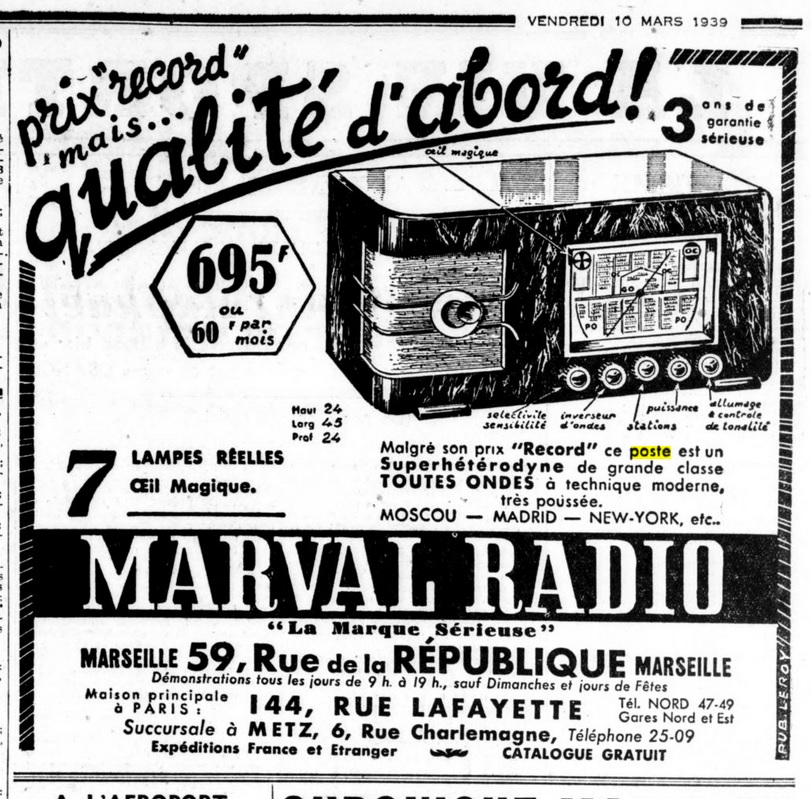 VENDREDI 10 MARS 1939
prix "record"
mais...
qualité d'abord!
3 ans de
garantie
sérieuse
œil magique
695F
ou
60 F par
mois
Haut 24
Larg 45
Prof 24
PO
GO
PO
selectivite
sensibilité
inverseur
d'ondes
stations
puissance
allumage
& controle
de tonalité
7 LAMPES RÉELLES
Œil Magique.
Malgré son prix "Record" ce poste est un
Superhétérodyne de grande classe
TOUTES ONDES à technique moderne,
très poussée.
MOSCOU — MADRID — NEW-YORK, etc..
MARVAL RADIO
"La Marque Sérieuse"
MARSEILLE 59, Rue de la RÉPUBLIQUE MARSEILLE
Démonstrations tous les jours de 9 h. à 19 h., sauf Dimanches et jours de Fêtes
Maison principale
à PARIS : 144, RUE LAFAYETTE Tél. NORD 47-49
Gares Nord et Est
Succursale à METZ, 6, Rue Charlemagne, Téléphone 25-09
Expéditions France et Etranger CATALOGUE GRATUIT
PUB. LEROY
A L'AEROPORT